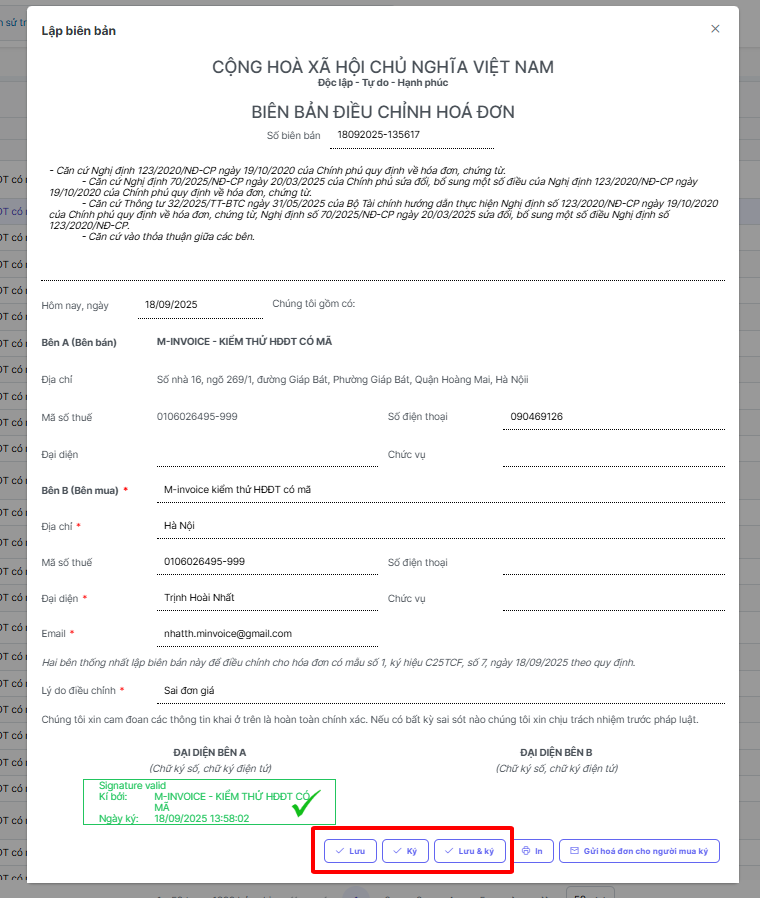 Lập biên bản
CỘNG HOÀ XÃ HỘI CHỦ NGHĨA VIỆT NAM
Độc lập - Tự do - Hạnh phúc
BIÊN BẢN ĐIỀU CHỈNH HOÁ ĐƠN
Số biên bản 18092025-135617
- Căn cứ Nghị định 123/2020/NĐ-CP ngày 19/10/2020 của Chính phủ quy định về hóa đơn, chứng từ.
- Căn cứ Nghị định 70/2025/NĐ-CP ngày 20/03/2025 của Chính phủ sửa đổi, bổ sung một số điều của Nghị định 123/2020/NĐ-CP ngày
19/10/2020 của Chính phủ quy định về hóa đơn, chứng từ.
- Căn cứ Thông tư 32/2025/TT-BTC ngày 31/05/2025 của Bộ Tài chính hướng dẫn thực hiện Nghị định số 123/2020/NĐ-CP ngày 19/10/2020
của Chính phủ quy định về hóa đơn, chứng từ, Nghị định số 70/2025/NĐ-CP ngày 20/03/2025 sửa đổi, bổ sung một số điều Nghị định số
123/2020/NĐ-CP.
- Căn cứ vào thỏa thuận giữa các bên.
Hôm nay, ngày 18/09/2025 Chúng tôi gồm có:
Bên A (Bên bán) M-INVOICE - KIỂM THỬ HĐĐT CÓ MÃ
Địa chỉ Số nhà 16, ngõ 269/1, đường Giáp Bát, Phường Giáp Bát, Quận Hoàng Mai, Hà Nộii
Mã số thuế 0106026495-999 Số điện thoại 090469126
Đại diện Chức vụ
Bên B (Bên mua) * M-invoice kiểm thử HĐĐT có mã
Địa chỉ * Hà Nội
Mã số thuế 0106026495-999 Số điện thoại
Đại diện * Trịnh Hoài Nhất Chức vụ
Email * nhatth.minvoice@gmail.com
Hai bên thống nhất lập biên bản này để điều chỉnh cho hóa đơn có mẫu số 1, ký hiệu C25TCF, số 7, ngày 18/09/2025 theo quy định.
Lý do điều chỉnh * Sai đơn giá
Chúng tôi xin cam đoan các thông tin khai ở trên là hoàn toàn chính xác. Nếu có bất kỳ sai sót nào chúng tôi xin chịu trách nhiệm trước pháp luật.
ĐẠI DIỆN BÊN A ĐẠI DIỆN BÊN B
(Chữ ký số, chữ ký điện tử) (Chữ ký số, chữ ký điện tử)
Signature valid
Kí bởi: M-INVOICE - KIỂM THỬ HĐĐT CÓ
MÃ
Ngày ký: 18/09/2025 13:58:02
Lưu Ký Lưu & ký In Gửi hoá đơn cho người mua ký